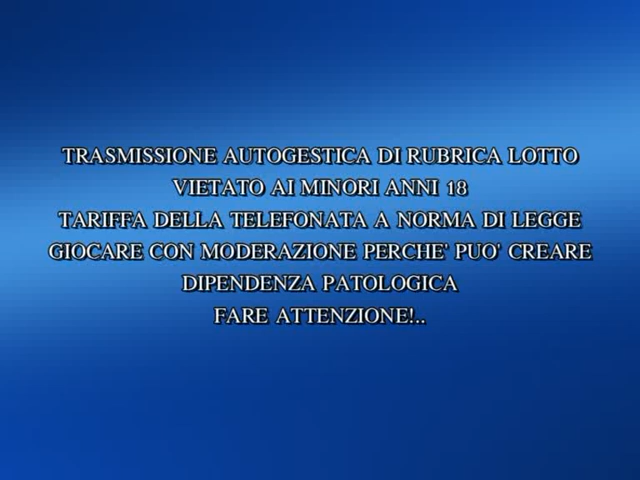 TRASMISSIONE AUTOGESTICA DI RUBRICA LOTTO
VIETATO AI MINORI ANNI 18
TARIFFA DELLA TELEFONATA A NORMA DI LEGGE
GIOCARE CON MODERAZIONE PERCHE' PUO' CREARE
DIPENDENZA PATOLOGICA
FARE ATTENZIONE!..